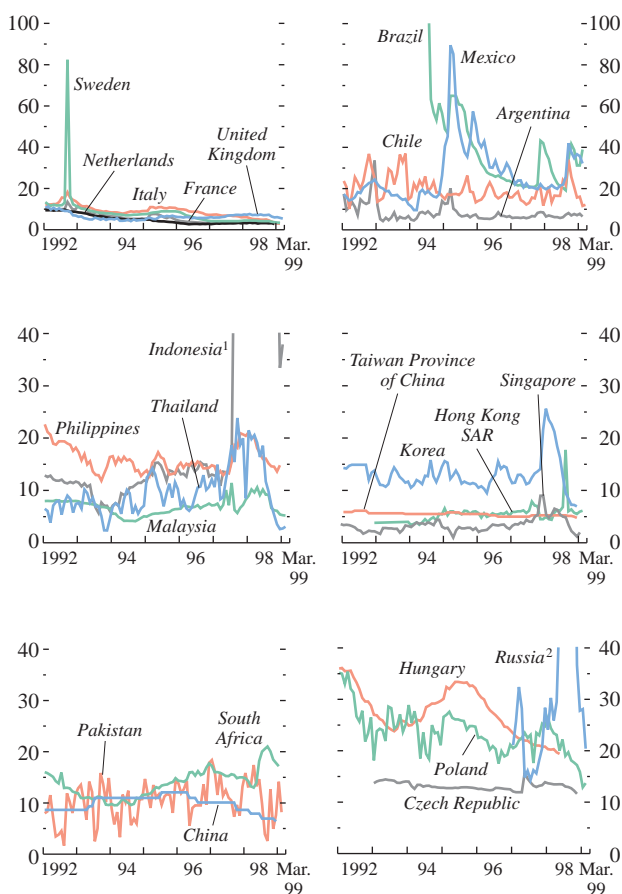 100
80
60
40
20
0
Sweden
Netherlands
Italy
France
United
Kingdom
1992 94 96 98 Mar.
99
Brazil
Mexico
Argentina
Chile
100
80
60
40
20
0
1992 94 96 98 Mar.
99
40
30
20
10
0
Indonesia¹
Thailand
Philippines
Malaysia
1992 94 96 98 Mar.
99
Taiwan Province
of China
Singapore
Hong Kong
SAR
Korea
40
30
20
10
0
1992 94 96 98 Mar.
99
40
30
20
10
0
Pakistan
South
Africa
China
1992 94 96 98 Mar.
99
Russia²
Hungary
Poland
Czech Republic
40
30
20
10
0
1992 94 96 98 Mar.
99